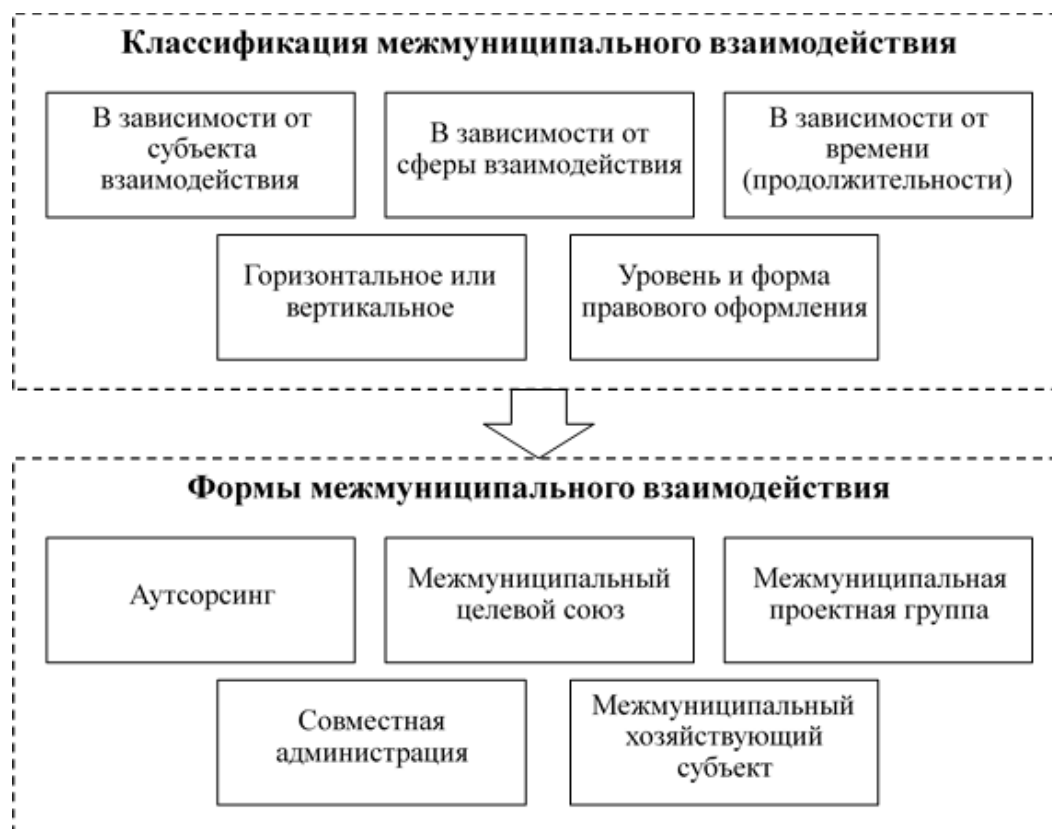 Классификация межмуниципального взаимодействия
В зависимости от
субъекта
взаимодействия
В зависимости от
сферы взаимодействия
В зависимости от
времени
(продолжительности)
Горизонтальное или
вертикальное
Уровень и форма
правового оформления
Формы межмуниципального взаимодействия
Аутсорсинг
Межмуниципальный
целевой союз
Межмуниципальная
проектная группа
Совместная
администрация
Межмуниципальный
хозяйствующий
субъект